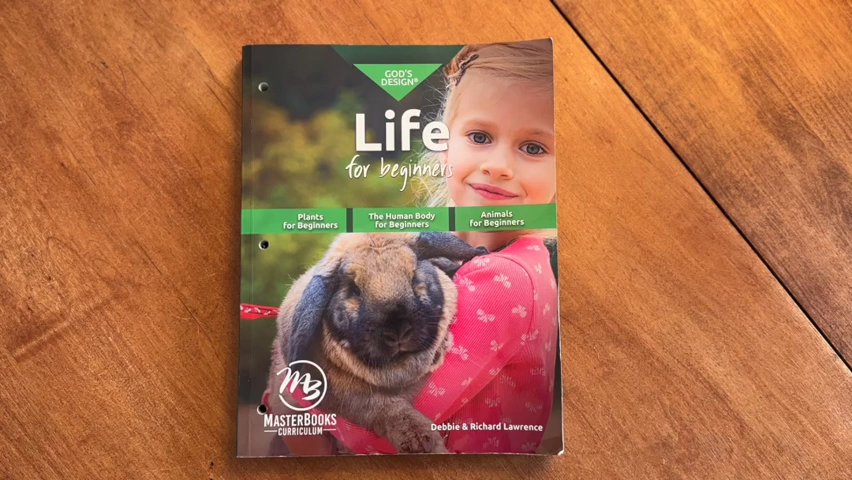 GOD'S
DESIGN®
Life
for beginners
Plants
for Beginners
The Human Body
for Beginners
Animals
for Beginners
MB
MASTERBOOKS
CURRICULUM
Debbie & Richard Lawrence